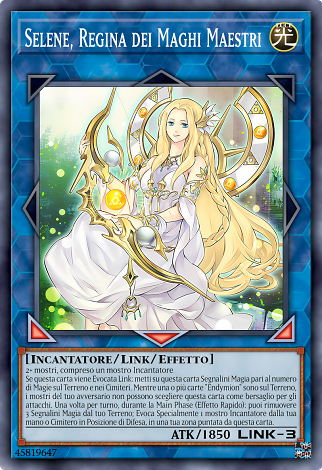 Selene, Regina dei Maghi Maestri
光
[Incantatore/Link/Effetto]
2+ mostri, compreso un mostro Incantatore
Se questa carta viene Evocata Link: metti su questa carta Segnalini Magia pari al numero
di Magie sul Terreno e nei Cimiteri. Mentre una o più carte "Endymion" sono sul Terreno,
i mostri del tuo avversario non possono scegliere questa carta come bersaglio per gli
attacchi. Una volta per turno, durante la Main Phase (Effetto Rapido): puoi rimuovere
3 Segnalini Magia dal tuo Terreno; Evoca Specialmente 1 mostro Incantatore dalla tua
mano o Cimitero in Posizione di Difesa, in una tua zona puntata da questa carta.
ATK/1850 LINK-3
45819647